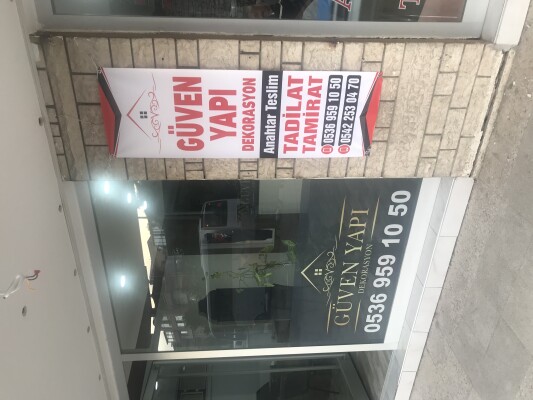 GÜVEN
YAPI
DEKORASYON
Anahtar Teslim
TADİLAT
TAMİRAT
0536 959 10 50
0542 253 04 70
GÜVEN YAPI
DEKORASYON
0536 959 10 50